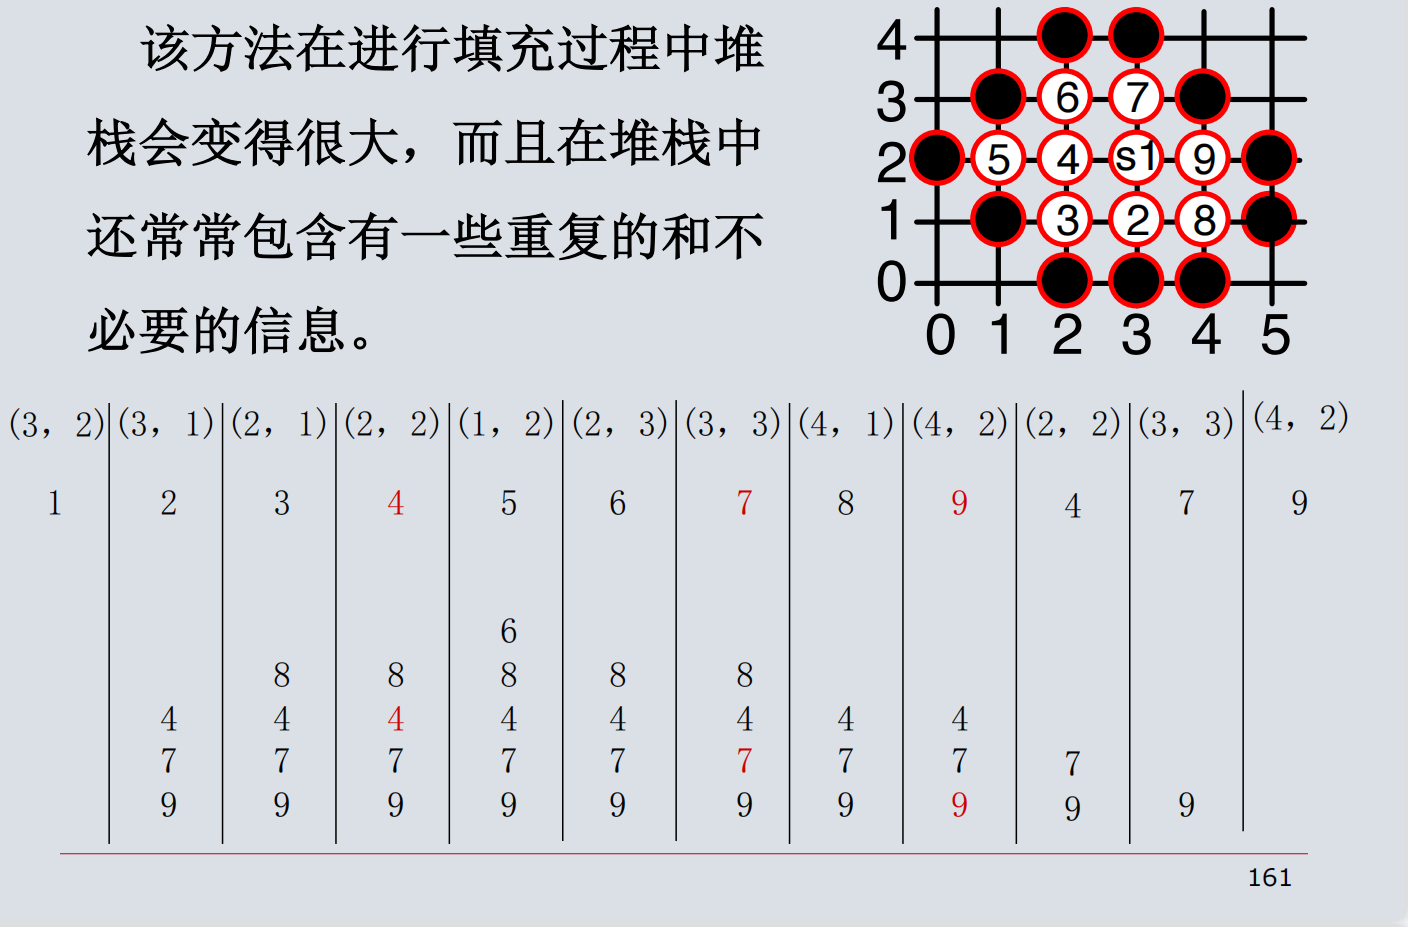 该方法在进行填充过程中堆
栈会变得很大，而且在堆栈中
还常常包含有一些重复的和不
必要的信息。
4
3 6 7
2 5 4 s1 9
1 3 2 8
0
0 1 2 3 4 5
(3, 2) (3, 1) (2, 1) (2, 2) (1, 2) (2, 3) (3, 3) (4, 1) (4, 2) (2, 2) (3, 3) (4, 2)
1 2 3 4 5 6 7 8 9 4 7 9
6
8 8 8 8 8
4 4 4 4 4 4 4 4
7 7 7 7 7 7 7 7 7
9 9 9 9 9 9 9 9 9 9
161